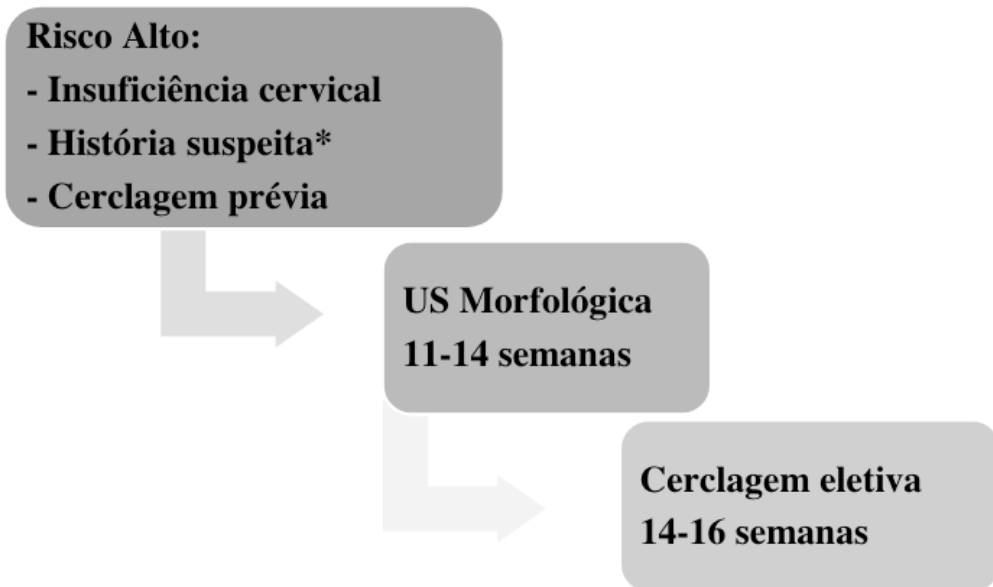 Risco Alto:
- Insuficiência cervical
- História suspeita*
- Cerclagem prévia
US Morfológica
11-14 semanas
Cerclagem eletiva
14-16 semanas